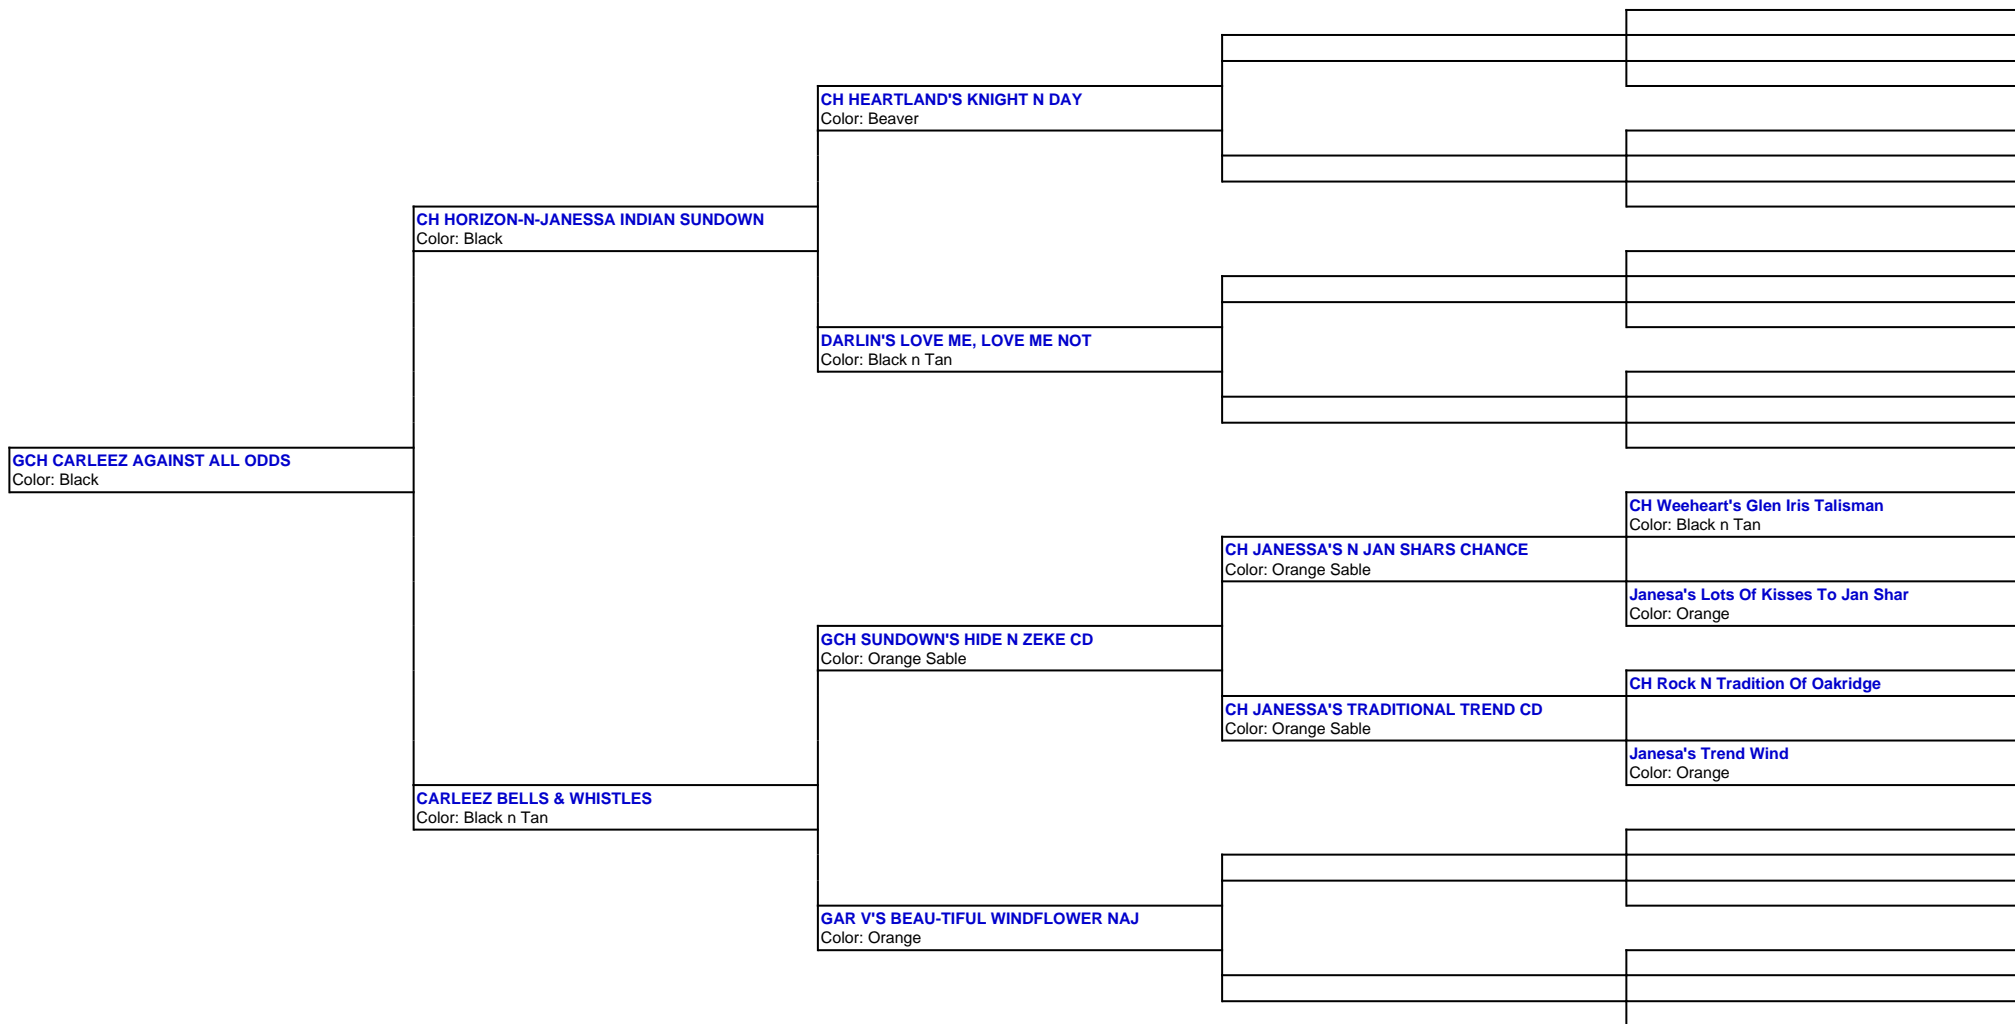 CH HEARTLAND'S KNIGHT N DAY
Color: Beaver
CH HORIZON-N-JANESSA INDIAN SUNDOWN
Color: Black
DARLIN'S LOVE ME, LOVE ME NOT
Color: Black n Tan
GCH CARLEEZ AGAINST ALL ODDS
Color: Black
CH Weeheart's Glen Iris Talisman
Color: Black n Tan
CH JANESSA'S N JAN SHARS CHANCE
Color: Orange Sable
Janesa's Lots Of Kisses To Jan Shar
Color: Orange
GCH SUNDOWN'S HIDE N ZEKE CD
Color: Orange Sable
CH Rock N Tradition Of Oakridge
CH JANESSA'S TRADITIONAL TREND CD
Color: Orange Sable
Janesa's Trend Wind
Color: Orange
CARLEEZ BELLS & WHISTLES
Color: Black n Tan
GAR V'S BEAU-TIFUL WINDFLOWER NAJ
Color: Orange